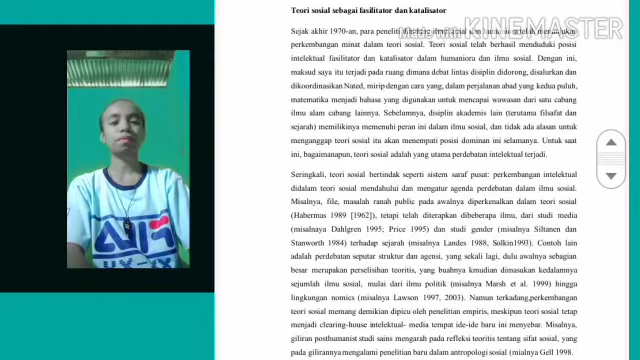 Teori sosial sebagai fasilitator dan katalisator
Made with KINEMASTER
Sejak akhir 1970-an, para peneliti
perkembangan minat dalam teori sosial. Teori sosial telah berhasil menduduki posisi
intelektual fasilitator dan katalisator dalam humaniora dan ilmu sosial. Dengan ini,
maksud saya itu terjadi pada ruang dimana debat lintas disiplin didorong, disalurkan dan
dikoordinasikan Nated, mirip dengan cara yang, dalam perjalanan abad yang kedua puluh,
matematika menjadi bahasa yang digunakan untuk mencapai wawasan dari satu cabang
ilmu alam cabang lainnya. Sebelumnya, disiplin akademis lain (terutama filsafat dan
sejarah) memilikinya memenuhi peran ini dalam ilmu sosial, dan tidak ada alasan untuk
menganggap teori sosial itu akan menempati posisi dominan ini selamanya. Untuk saat
ini, bagaimanapun, teori sosial adalah yang utama perdebatan intelektual terjadi.
Seringkali, teori sosial bertindak seperti sistem saraf pusat: perkembangan intelektual
didalam teori sosial mendahului dan mengatur agenda perdebatan dalam ilmu sosial.
Misalnya, file, masalah ranah public pada awalnya diperkenalkan dalam teori sosial
(Habermas 1989 [1962]), tetapi telah diterapkan dibeberapa ilmu, dari studi media
(misalnaya Dahlgren 1995; Price 1995) dan studi gender (misalnya Siltanen dan
Stanworth 1984) terhadap sejarah (misalnya Landes 1988, Solkin1993). Contoh lain
adalah perdebatan seputar struktur dan agensi, yang sekali lagi, dulu awalnya sebagian
besar merupakan perselisihan teoritis, yang buahnya kmudian dimasukan kedalamnya
sejumlah ilmu sosial, mulai dari ilmu politik (misalnya Marsh et al. 1999) hingga
lingkungan nomics (misalnya Lawson 1997, 2003). Namun terkadang,perkembangan
teori sosial memang demikian dipicu oleh penelitian empiris, meskipun teori sosial tetap
menjadi clearing-house intelektual- media tempat ide-ide baru ini menyebar. Misalnya,
giliran posthumanist studi sains mengarah pada refleksi teoritis tentang sifat sosial, yang
pada gilirannya mengalami penelitian baru dalam antropologi sosial (mialnya Gell 1998.